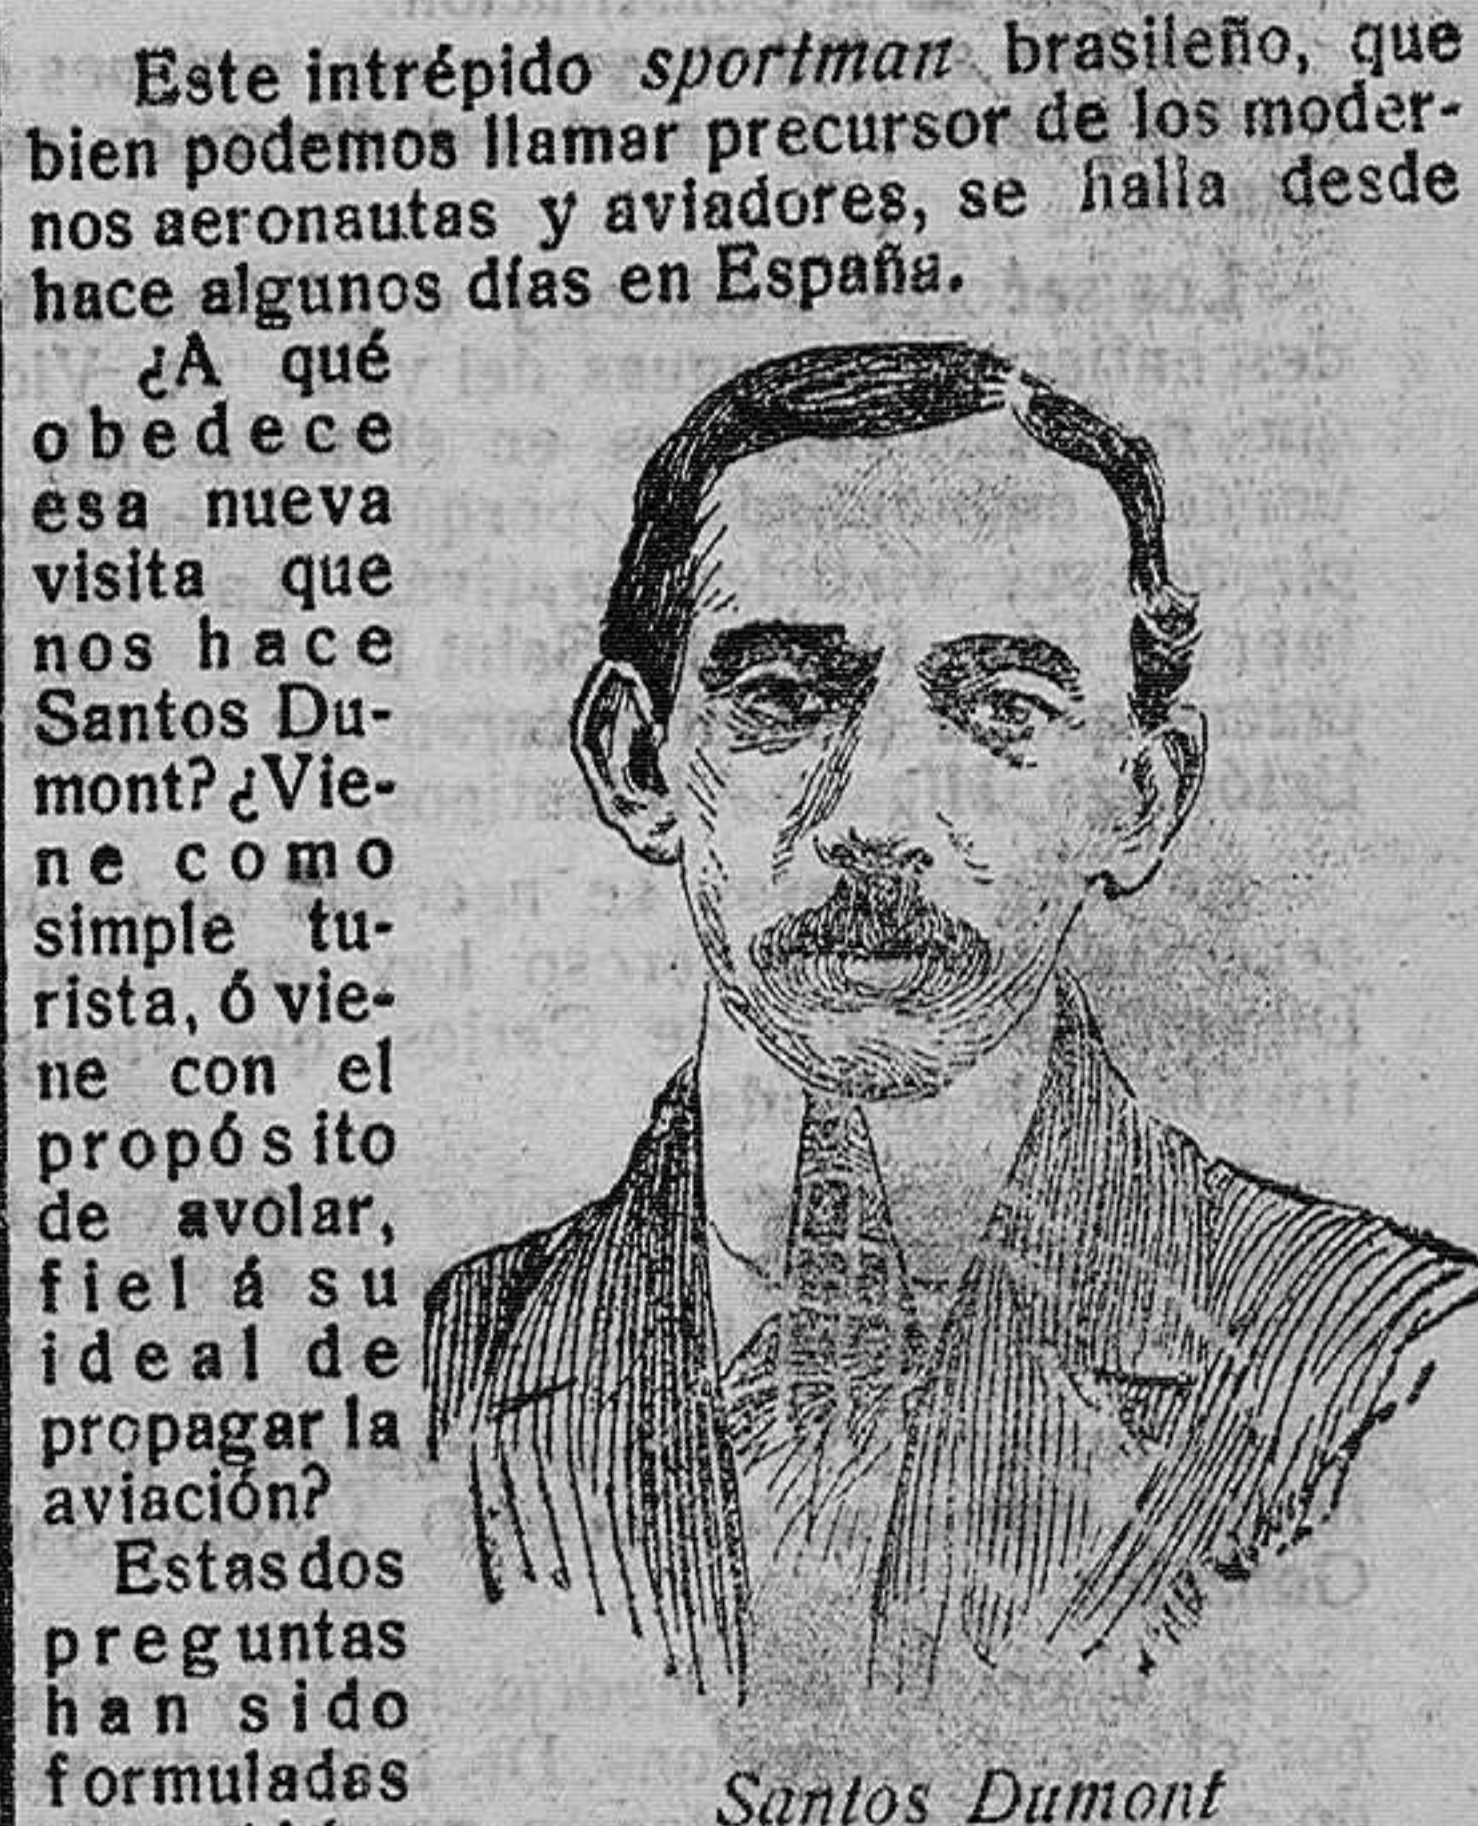 Este intrépido sportman brasileño, que
bien podemos llamar precursor de los moder-
nos aeronautas y aviadores, se halla desde
hace algunos días en España.
¿A qué
obedece
esa nueva
visita que
nos hace
Santos Du-
mont? ¿Vie-
ne como
simple tu-
rista, ó vie-
ne con el
propósito
de avolar,
fiel á su
ideal de
propagar la
aviación?
Estas dos
preguntas
han sido
formuladas
Santos Dumont